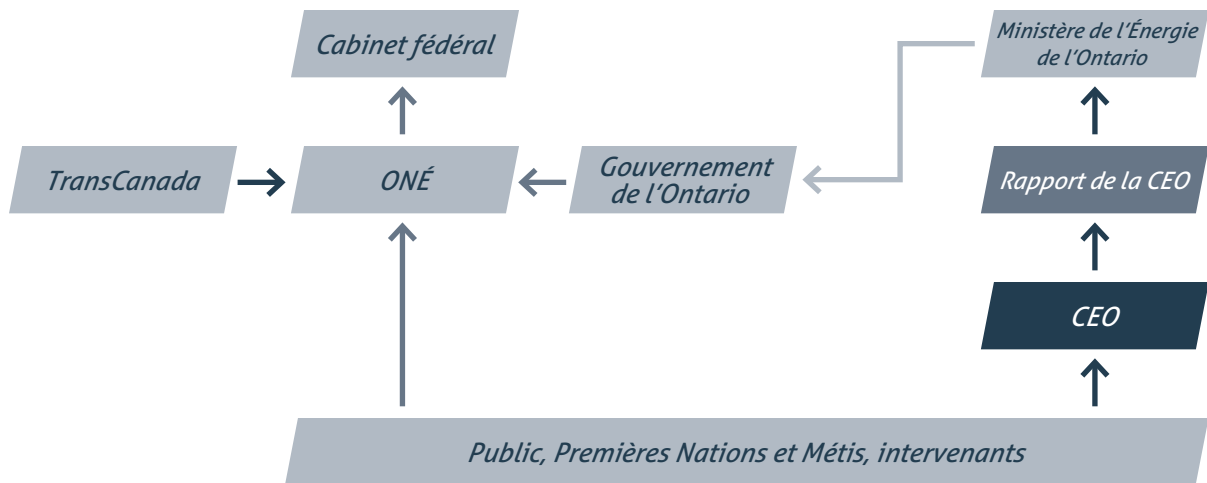 Cabinet fédéral
Ministère de l'Énergie
de l'Ontario
TransCanada
ONÉ
Gouvernement
de l'Ontario
Rapport de la CEO
CEO
Public, Premières Nations et Métis, intervenants